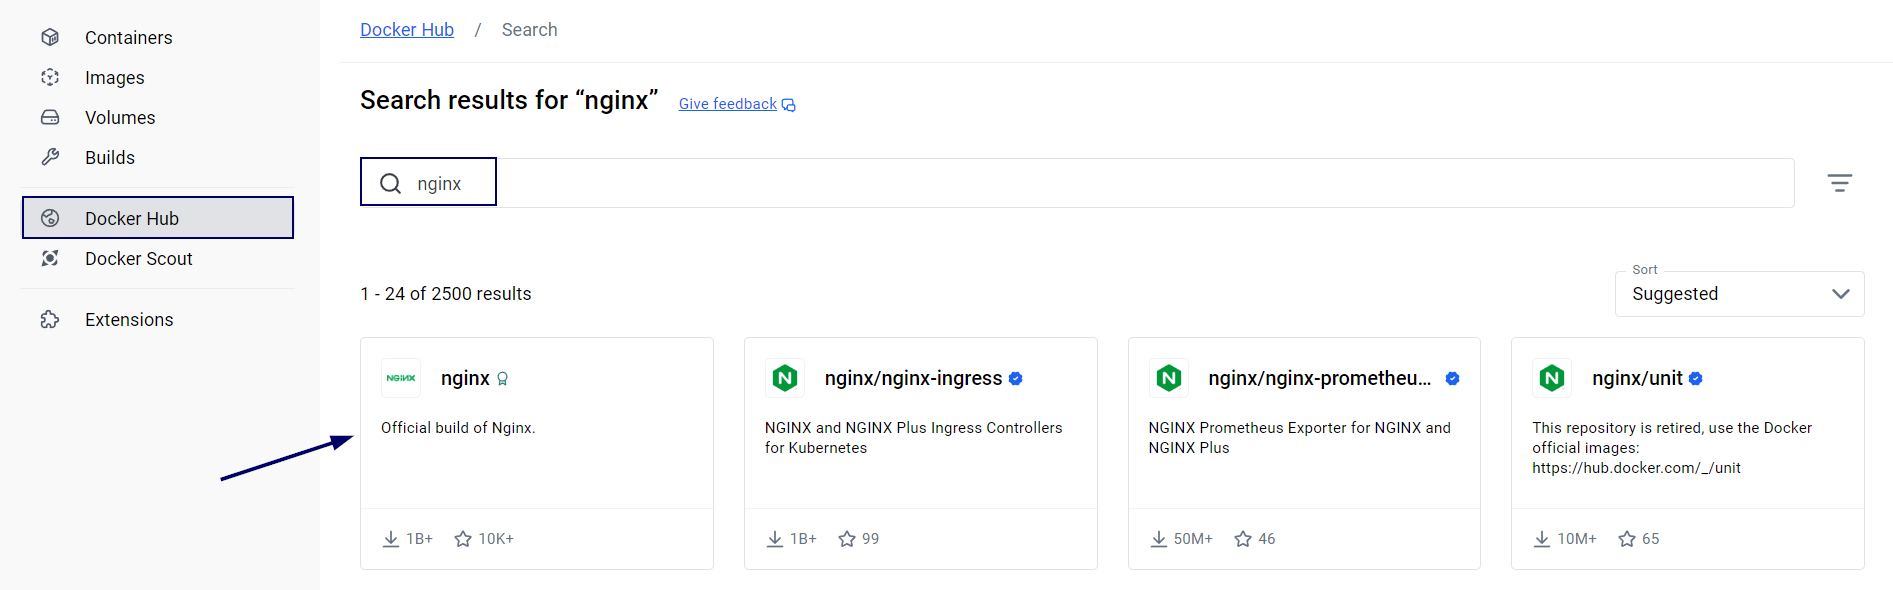 Containers
Images
Volumes
Builds
Docker Hub
Docker Scout
Extensions
Docker Hub / Search
Search results for “nginx” Give feedback
nginx
Sort
1 - 24 of 2500 results
Suggested
NGINX nginx
Official build of Nginx.
1B+ 10K+
N nginx/nginx-ingress
NGINX and NGINX Plus Ingress Controllers
for Kubernetes
1B+ 99
N nginx/nginx-prometheu...
NGINX Prometheus Exporter for NGINX and
NGINX Plus
50M+ 46
N nginx/unit
This repository is retired, use the Docker
official images:
https://hub.docker.com/_/unit
10M+ 65